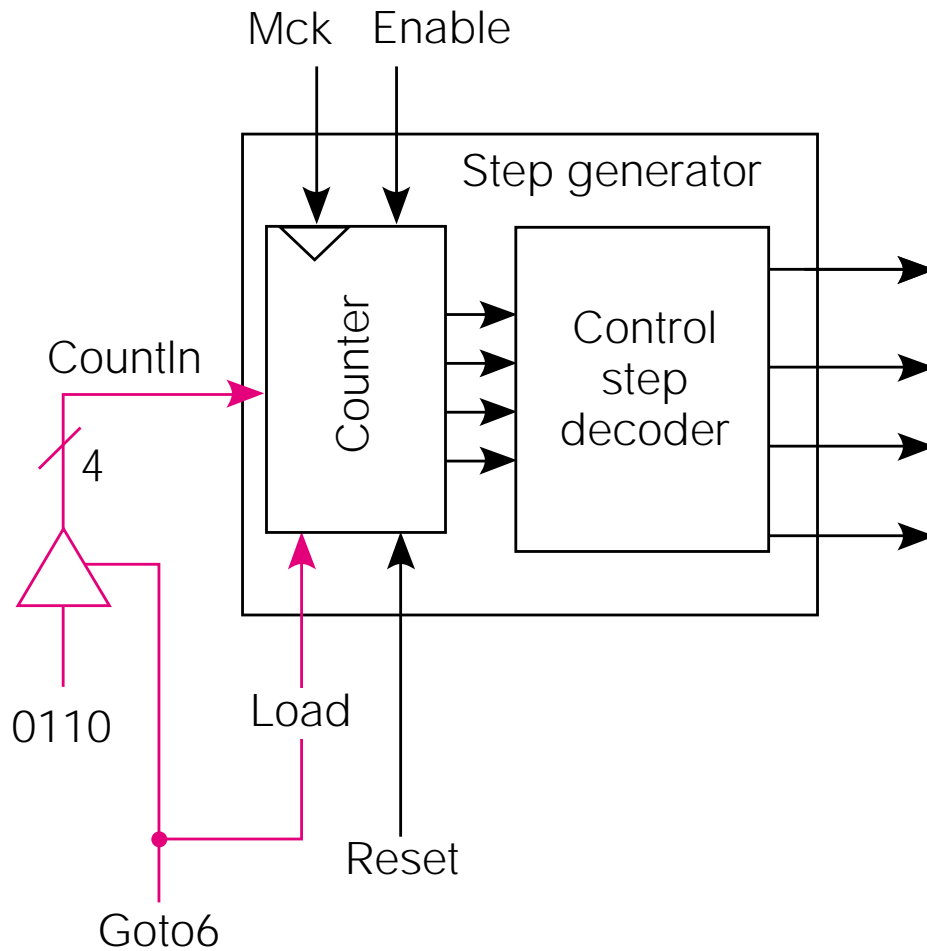 Mck Enable
Step generator
CountIn
Counter
Control
step
decoder
4
0110
Load
Reset
Goto6